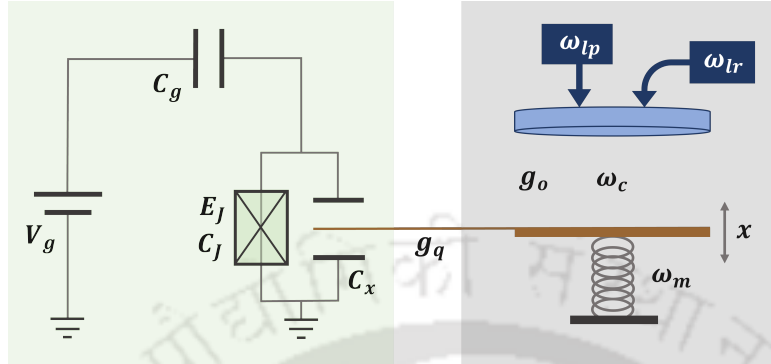 C_g
V_g
E_J
C_J
C_x
g_q
ω_lp
ω_lr
g_o
ω_c
x
ω_m